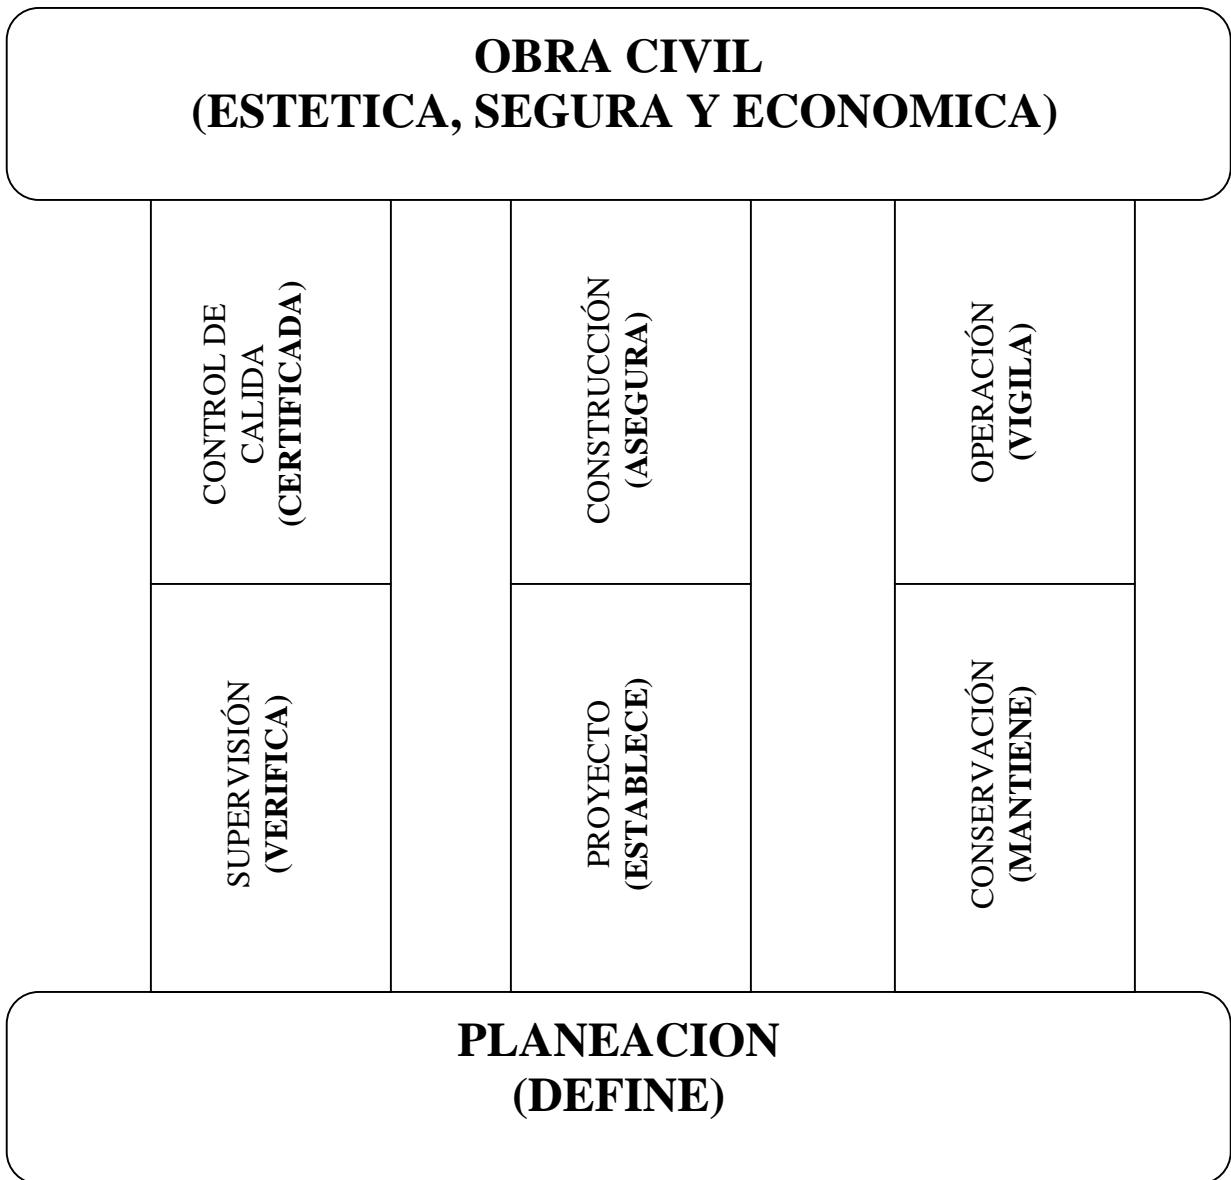 OBRA CIVIL
(ESTETICA, SEGURA Y ECONOMICA)
CONTROL DE
CALIDA
(CERTIFICADA)
CONSTRUCCIÓN
(ASEGURA)
OPERACIÓN
(VIGILA)
SUPERVISIÓN
(VERIFICA)
PROYECTO
(ESTABLECE)
CONSERVACIÓN
(MANTIENE)
PLANEACION
(DEFINE)